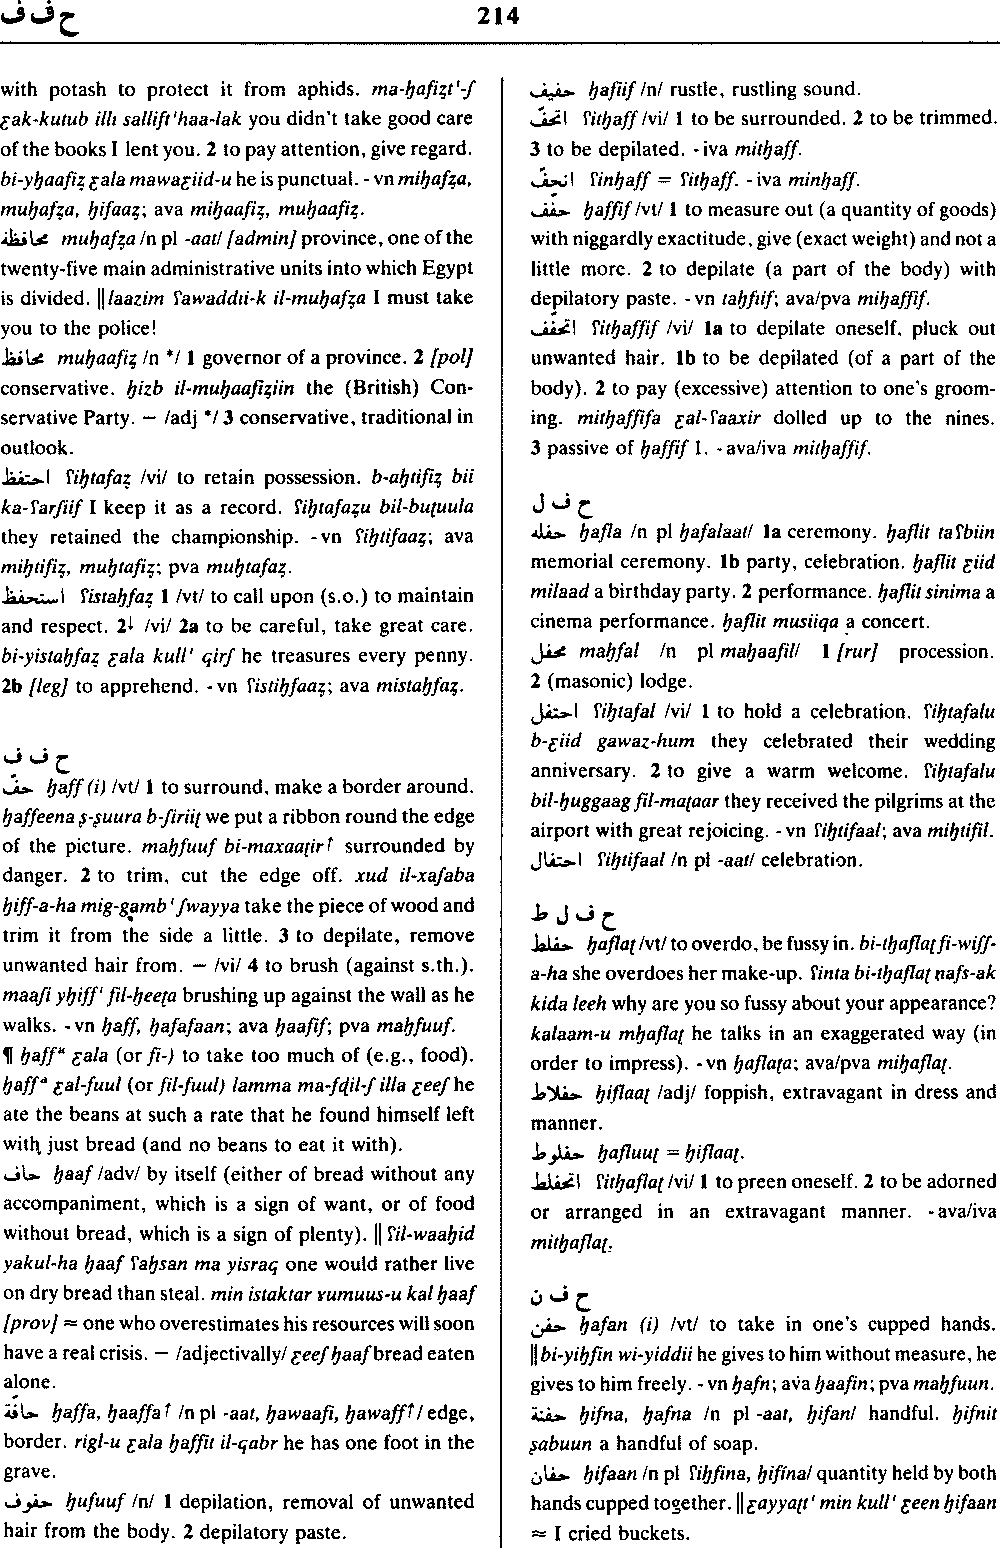 ح ف ف
214
with potash to protect it from aphids. ma-ḥafiẓt'-ʃ
ɛak-kutub illi sallift'haa-lak you didn't take good care
of the books I lent you. 2 to pay attention, give regard.
bi-yḥaafiẓ ɛala mawaɛiid-u he is punctual. -vn miḥafẓa,
muḥafẓa, ḥifaaẓ; ava miḥaafiẓ, muḥaafiẓ.
محافظة muḥafẓa /n pl -aat/ [admin] province, one of the
twenty-five main administrative units into which Egypt
is divided. ‖laazim ʕawaddii-k il-muḥafẓa I must take
you to the police!
محافظ muḥaafiẓ /n */ 1 governor of a province. 2 [pol]
conservative. ḥizb il-muḥaafiẓiin the (British) Con-
servative Party. — /adj */ 3 conservative, traditional in
outlook.
احتفظ ʕiḥtafaẓ /vi/ to retain possession. b-aḥtifiẓ bii
ka-ʕarʃiif I keep it as a record. ʕiḥtafaẓu bil-buṭuula
they retained the championship. -vn ʕiḥtifaaẓ; ava
miḥtifiẓ, muḥtafiẓ; pva muḥtafaẓ.
استحفظ ʕistaḥfaẓ 1 /vt/ to call upon (s.o.) to maintain
and respect. 2↓ /vi/ 2a to be careful, take great care.
bi-yistaḥfaẓ ɛala kull' qirʃ he treasures every penny.
2b [leg] to apprehend. -vn ʕistiḥfaaẓ; ava mistaḥfaẓ.
ح ف ف
حفّ ḥaff (i) /vt/ 1 to surround, make a border around.
ḥaffeena ṣ-ṣuura b-ʃiriiṭ we put a ribbon round the edge
of the picture. maḥfuuf bi-maxaaṭir↑ surrounded by
danger. 2 to trim, cut the edge off. xud il-xaʃaba
ḥiff-a-ha mig-gamb' ʃwayya take the piece of wood and
trim it from the side a little. 3 to depilate, remove
unwanted hair from. — /vi/ 4 to brush (against s.th.).
maaʃi yḥiff' fil-ḥeeṭa brushing up against the wall as he
walks. -vn ḥaff, ḥafafaan; ava ḥaafif; pva maḥfuuf.
¶ ḥaffᵘ ɛala (or fi-) to take too much of (e.g., food).
ḥaffᵃ ɛal-fuul (or fil-fuul) lamma ma-fḍil-ʃ illa ɛeeʃ he
ate the beans at such a rate that he found himself left
with just bread (and no beans to eat it with).
حاف ḥaaf /adv/ by itself (either of bread without any
accompaniment, which is a sign of want, or of food
without bread, which is a sign of plenty). ‖ ʕil-waaḥid
yakul-ha ḥaaf ʕaḥsan ma yisraq one would rather live
on dry bread than steal. min istaktar ɤumuus-u kal ḥaaf
[prov] ≈ one who overestimates his resources will soon
have a real crisis. — /adjectivally/ ɛeeʃ ḥaaf bread eaten
alone.
حافّة ḥaffa, ḥaaffa↑ /n pl -aat, ḥawaafi, ḥawaff↑/ edge,
border. rigl-u ɛala ḥaffit il-qabr he has one foot in the
grave.
حفوف ḥufuuf /n/ 1 depilation, removal of unwanted
hair from the body. 2 depilatory paste.
حفيف ḥafiif /n/ rustle, rustling sound.
اتحفّ ʕitḥaff /vi/ 1 to be surrounded. 2 to be trimmed.
3 to be depilated. -iva mitḥaff.
انحفّ ʕinḥaff = ʕitḥaff. -iva minḥaff.
حفّف ḥaffif /vt/ 1 to measure out (a quantity of goods)
with niggardly exactitude, give (exact weight) and not a
little more. 2 to depilate (a part of the body) with
depilatory paste. -vn taḥfiif; ava/pva miḥaffif.
اتحفّف ʕitḥaffif /vi/ 1a to depilate oneself, pluck out
unwanted hair. 1b to be depilated (of a part of the
body). 2 to pay (excessive) attention to one's groom-
ing. mitḥaffifa ɛal-ʕaaxir dolled up to the nines.
3 passive of ḥaffif 1. -ava/iva mitḥaffif.
ح ف ل
حفله ḥafla /n pl ḥafalaat/ 1a ceremony. ḥaflit taʕbiin
memorial ceremony. 1b party, celebration. ḥaflit ɛiid
milaad a birthday party. 2 performance. ḥaflit sinima a
cinema performance. ḥaflit musiiqa a concert.
محفل maḥfal /n pl maḥaafil/ 1 [rur] procession.
2 (masonic) lodge.
احتفل ʕiḥtafal /vi/ 1 to hold a celebration. ʕiḥtafalu
b-ɛiid gawaz-hum they celebrated their wedding
anniversary. 2 to give a warm welcome. ʕiḥtafalu
bil-ḥuggaag fil-maṭaar they received the pilgrims at the
airport with great rejoicing. -vn ʕiḥtifaal; ava miḥtifil.
احتفال ʕiḥtifaal /n pl -aat/ celebration.
ح ف ل ط
حفلط ḥaflaṭ /vt/ to overdo, be fussy in. bi-tḥaflaṭ fi-wiʃʃ-
a-ha she overdoes her make-up. ʕinta bi-tḥaflaṭ nafs-ak
kida leeh why are you so fussy about your appearance?
kalaam-u mḥaflaṭ he talks in an exaggerated way (in
order to impress). -vn ḥaflaṭa; ava/pva miḥaflaṭ.
حفلاط ḥiflaaṭ /adj/ foppish, extravagant in dress and
manner.
حفلوط ḥafluuṭ = ḥiflaaṭ.
اتحفلط ʕitḥaflaṭ /vi/ 1 to preen oneself. 2 to be adorned
or arranged in an extravagant manner. -ava/iva
mitḥaflaṭ.
ح ف ن
حفن ḥafan (i) /vt/ to take in one's cupped hands.
‖bi-yiḥfin wi-yiddii he gives to him without measure, he
gives to him freely. -vn ḥafn; ava ḥaafin; pva maḥfuun.
حفنة ḥifna, ḥafna /n pl -aat, ḥifan/ handful. ḥifnit
ṣabuun a handful of soap.
حفان ḥifaan /n pl ʕiḥfina, ḥifína/ quantity held by both
hands cupped together. ‖ɛayyaṭt' min kull' ɛeen ḥifaan
≈ I cried buckets.